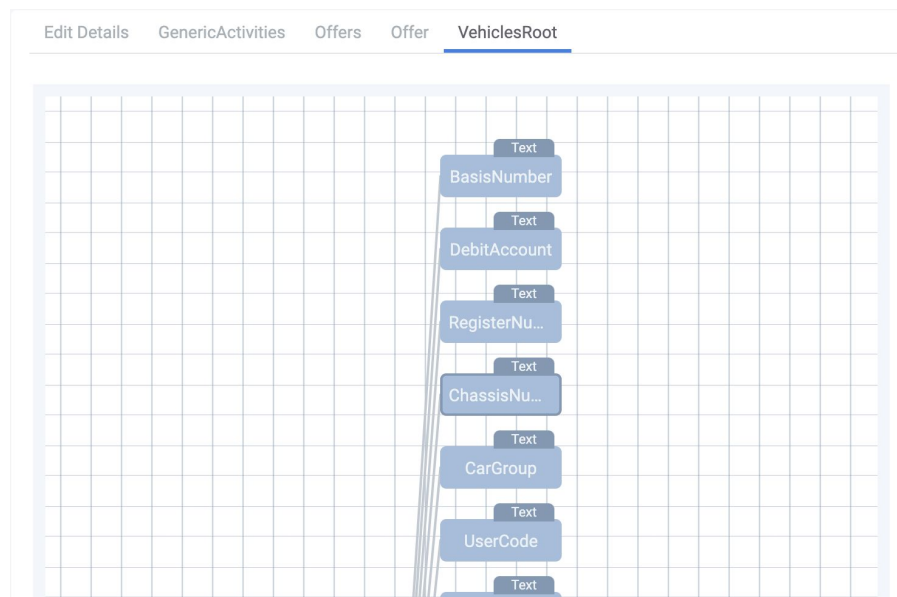 Edit Details GenericActivities Offers Offer VehiclesRoot
Text
BasisNumber
Text
DebitAccount
Text
RegisterNu...
Text
ChassisNu...
Text
CarGroup
Text
UserCode
Text